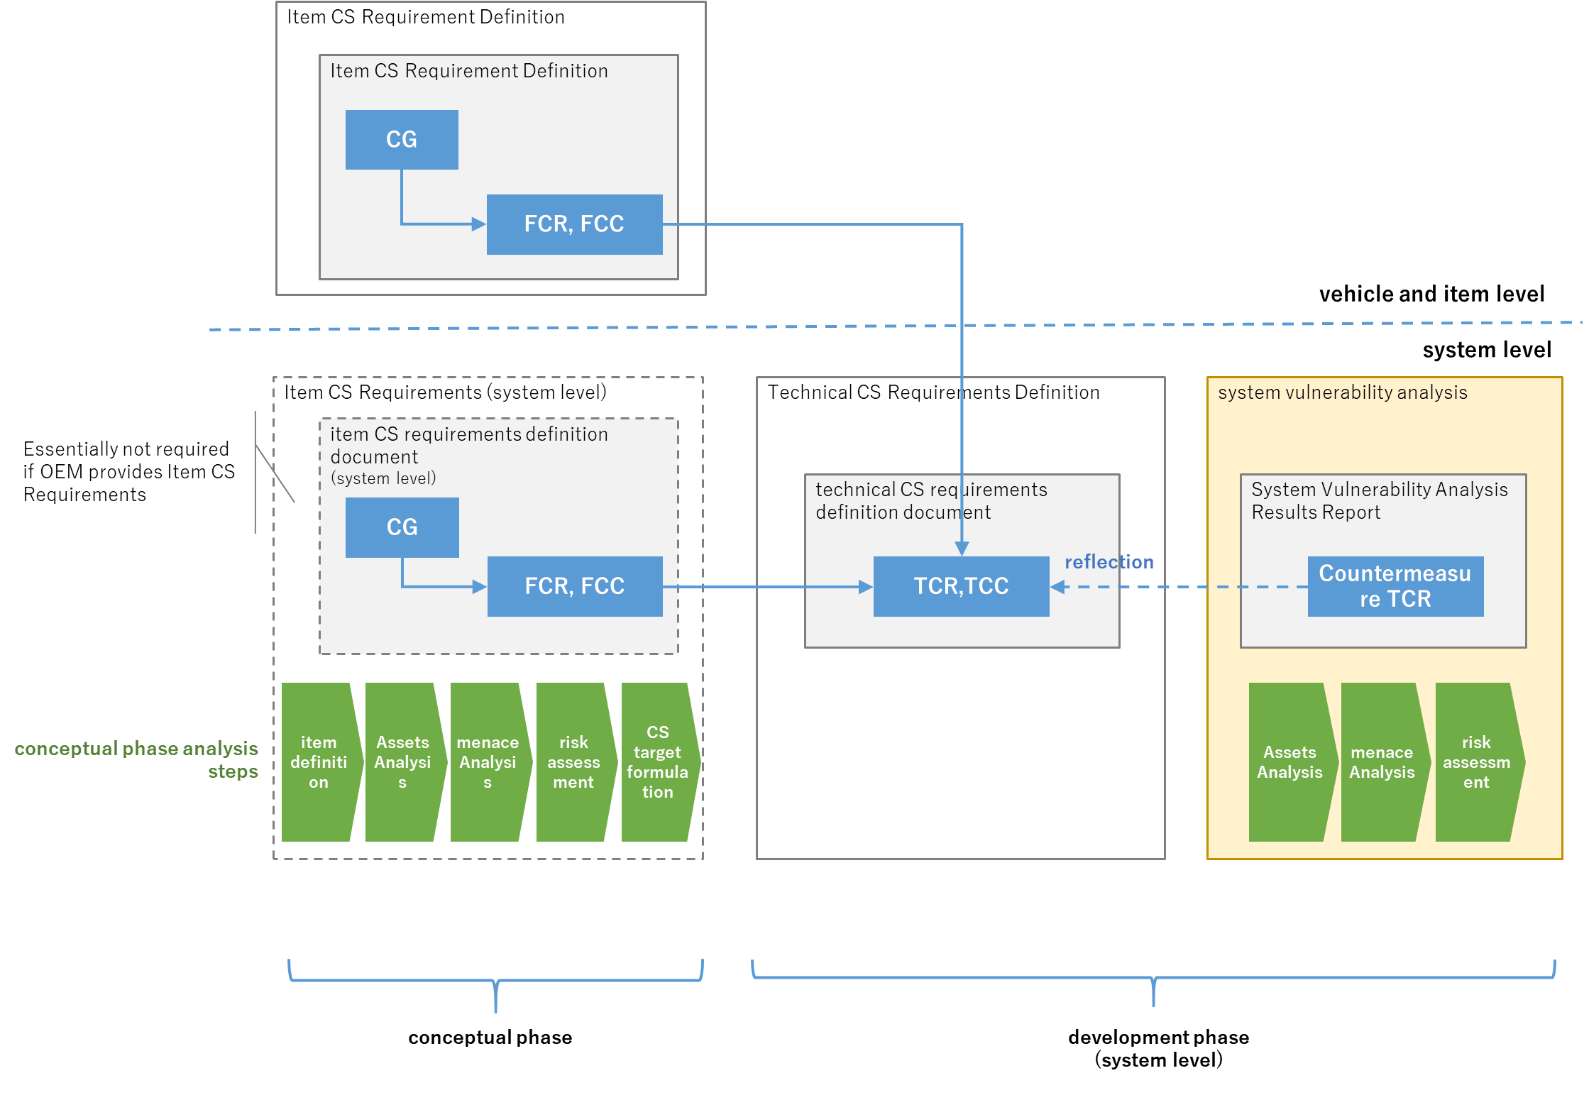 Item CS Requirement Definition
Item CS Requirement Definition
CG
FCR, FCC
vehicle and item level
system level
Item CS Requirements (system level)
item CS requirements definition
document
(system level)
CG
FCR, FCC
Essentially not required
if OEM provides Item CS
Requirements
Technical CS Requirements Definition
technical CS requirements
definition document
TCR,TCC
reflection
system vulnerability analysis
System Vulnerability Analysis
Results Report
Countermeasu
re TCR
conceptual phase analysis
steps
item
definiti
on
Assets
Analysi
s
menace
Analysi
s
risk
assess
ment
CS
target
formula
tion
Assets
Analysis
menace
Analysis
risk
assessm
ent
conceptual phase
development phase
(system level)